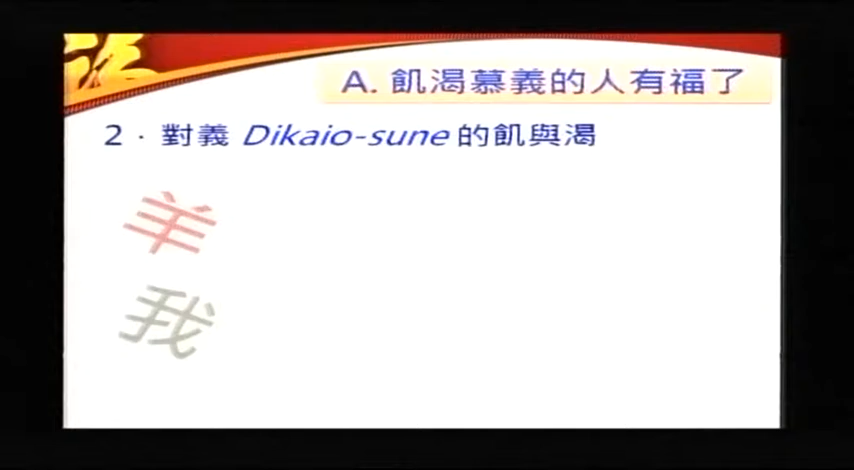 A. 飢渴慕義的人有福了
2．對義 Dikaio-sune 的飢與渴
羊
我